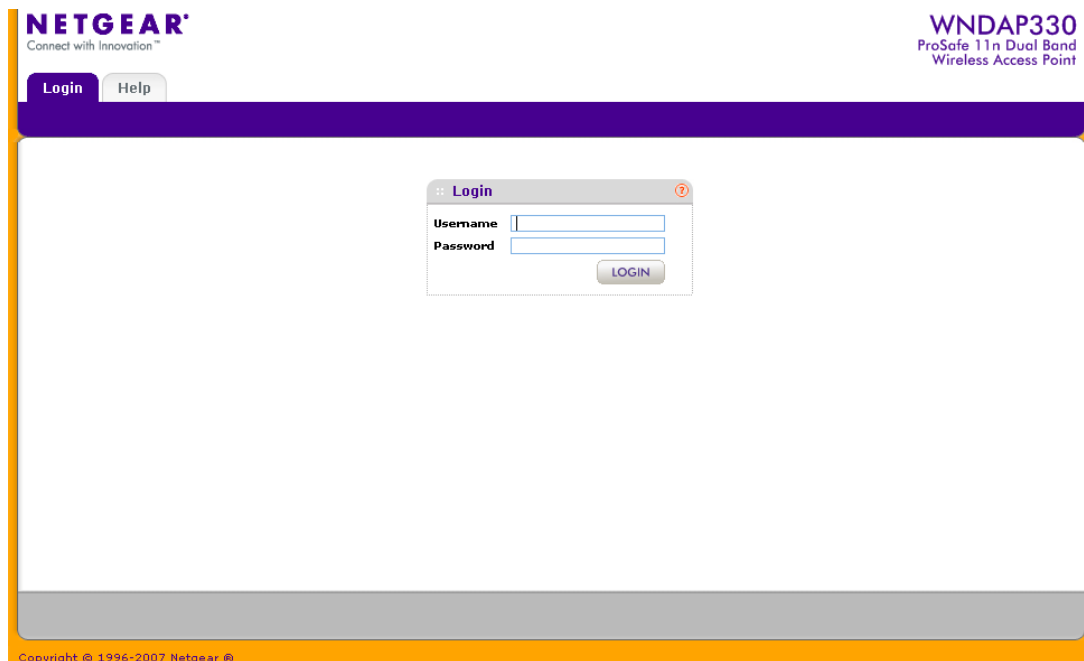 NETGEAR®
Connect with Innovation™
WNDAP330
ProSafe 11n Dual Band
Wireless Access Point
Login
Help
:: Login
?
Username
Password
LOGIN
Copyright © 1996-2007 Netgear ®